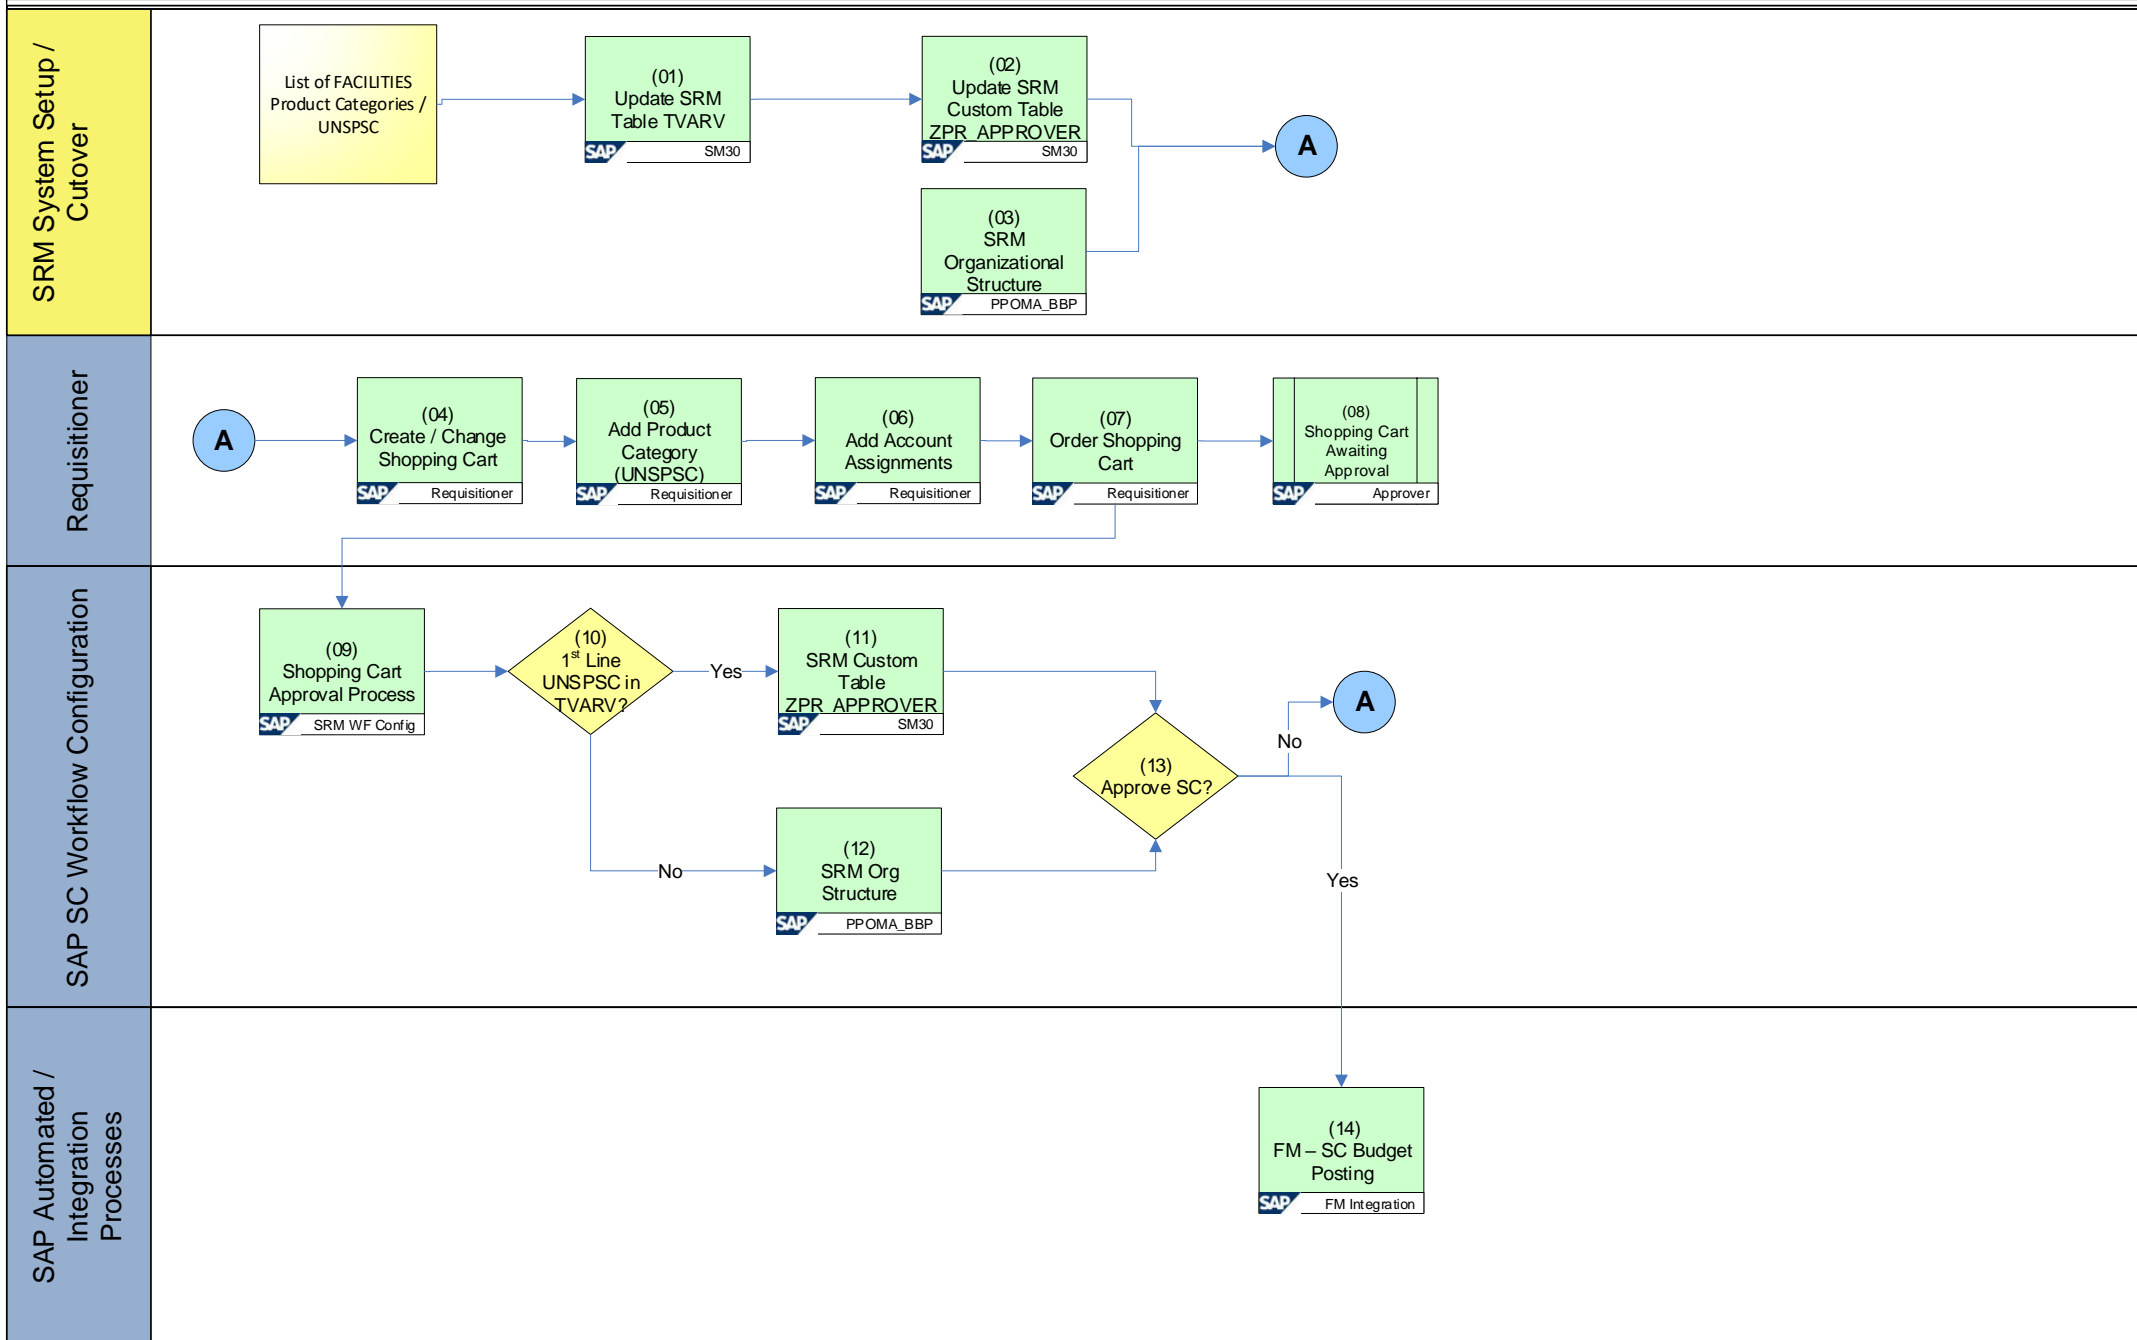 SRM System Setup /
Cutover
List of FACILITIES
Product Categories /
UNSPSC
(01)
Update SRM
Table TVARV
SAP
SM30
(02)
Update SRM
Custom Table
ZPR_APPROVER
SAP
SM30
(03)
SRM
Organizational
Structure
SAP
PPOMA_BBP
A
Requisitioner
A
(04)
Create / Change
Shopping Cart
SAP
Requisitioner
(05)
Add Product
Category
(UNSPSC)
SAP
Requisitioner
(06)
Add Account
Assignments
SAP
Requisitioner
(07)
Order Shopping
Cart
SAP
Requisitioner
(08)
Shopping Cart
Awaiting
Approval
SAP
Approver
SAP SC Workflow Configuration
(09)
Shopping Cart
Approval Process
SAP
SRM WF Config
(10)
1st Line
UNSPSC in
TVARV?
Yes
(11)
SRM Custom
Table
ZPR_APPROVER
SAP
SM30
No
(12)
SRM Org
Structure
SAP
PPOMA_BBP
(13)
Approve SC?
No
A
Yes
SAP Automated /
Integration
Processes
(14)
FM – SC Budget
Posting
SAP
FM Integration